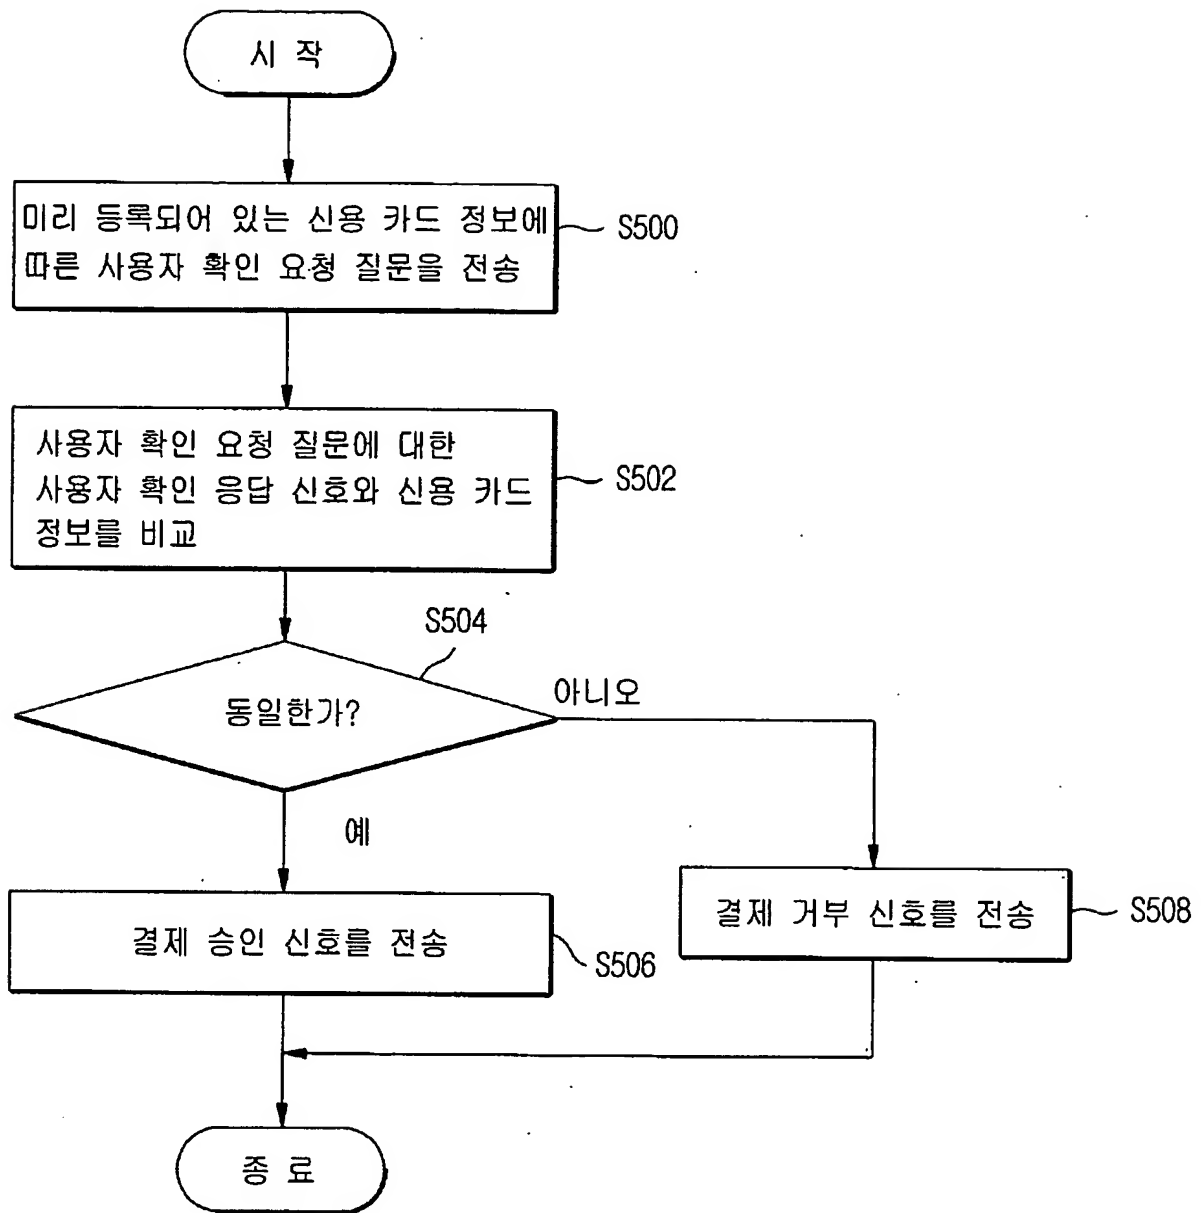 시 작
미리 등록되어 있는 신용 카드 정보에
따른 사용자 확인 요청 질문을 전송
S500
사용자 확인 요청 질문에 대한
사용자 확인 응답 신호와 신용 카드
정보를 비교
S502
S504
동일한가?
아니오
예
결제 승인 신호를 전송
S506
결제 거부 신호를 전송
S508
종 료